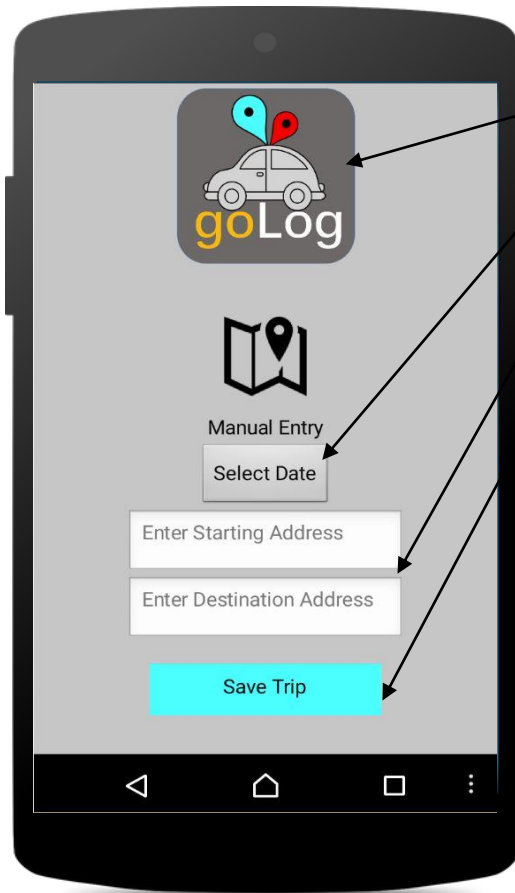 goLog
Manual Entry
Select Date
Enter Starting Address
Enter Destination Address
Save Trip